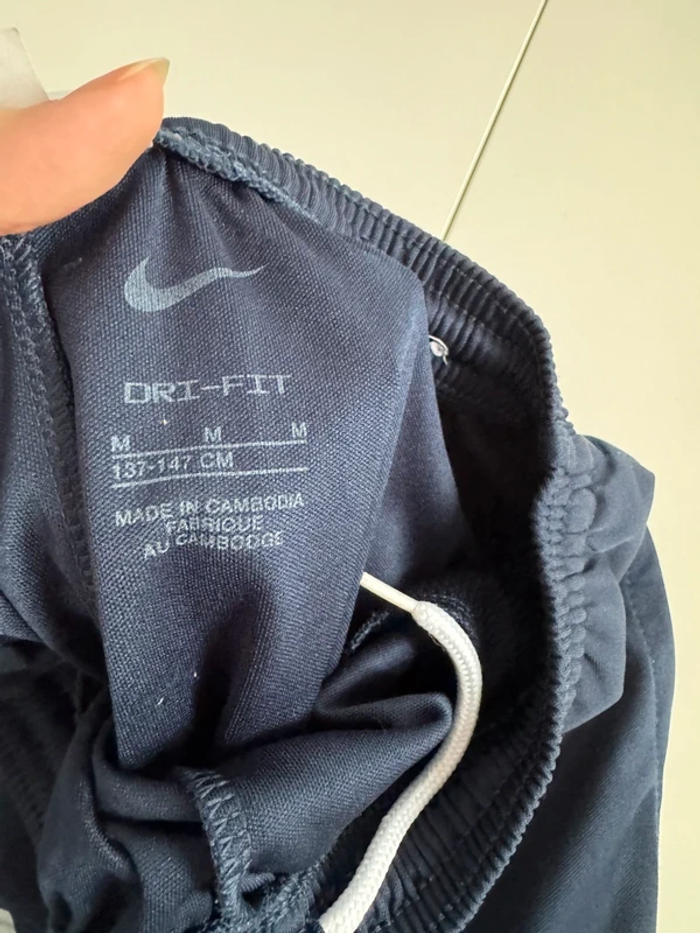 DRI-FIT
M M M
137-147 CM
MADE IN CAMBODIA
FABRIQUE
AU CAMBODGE